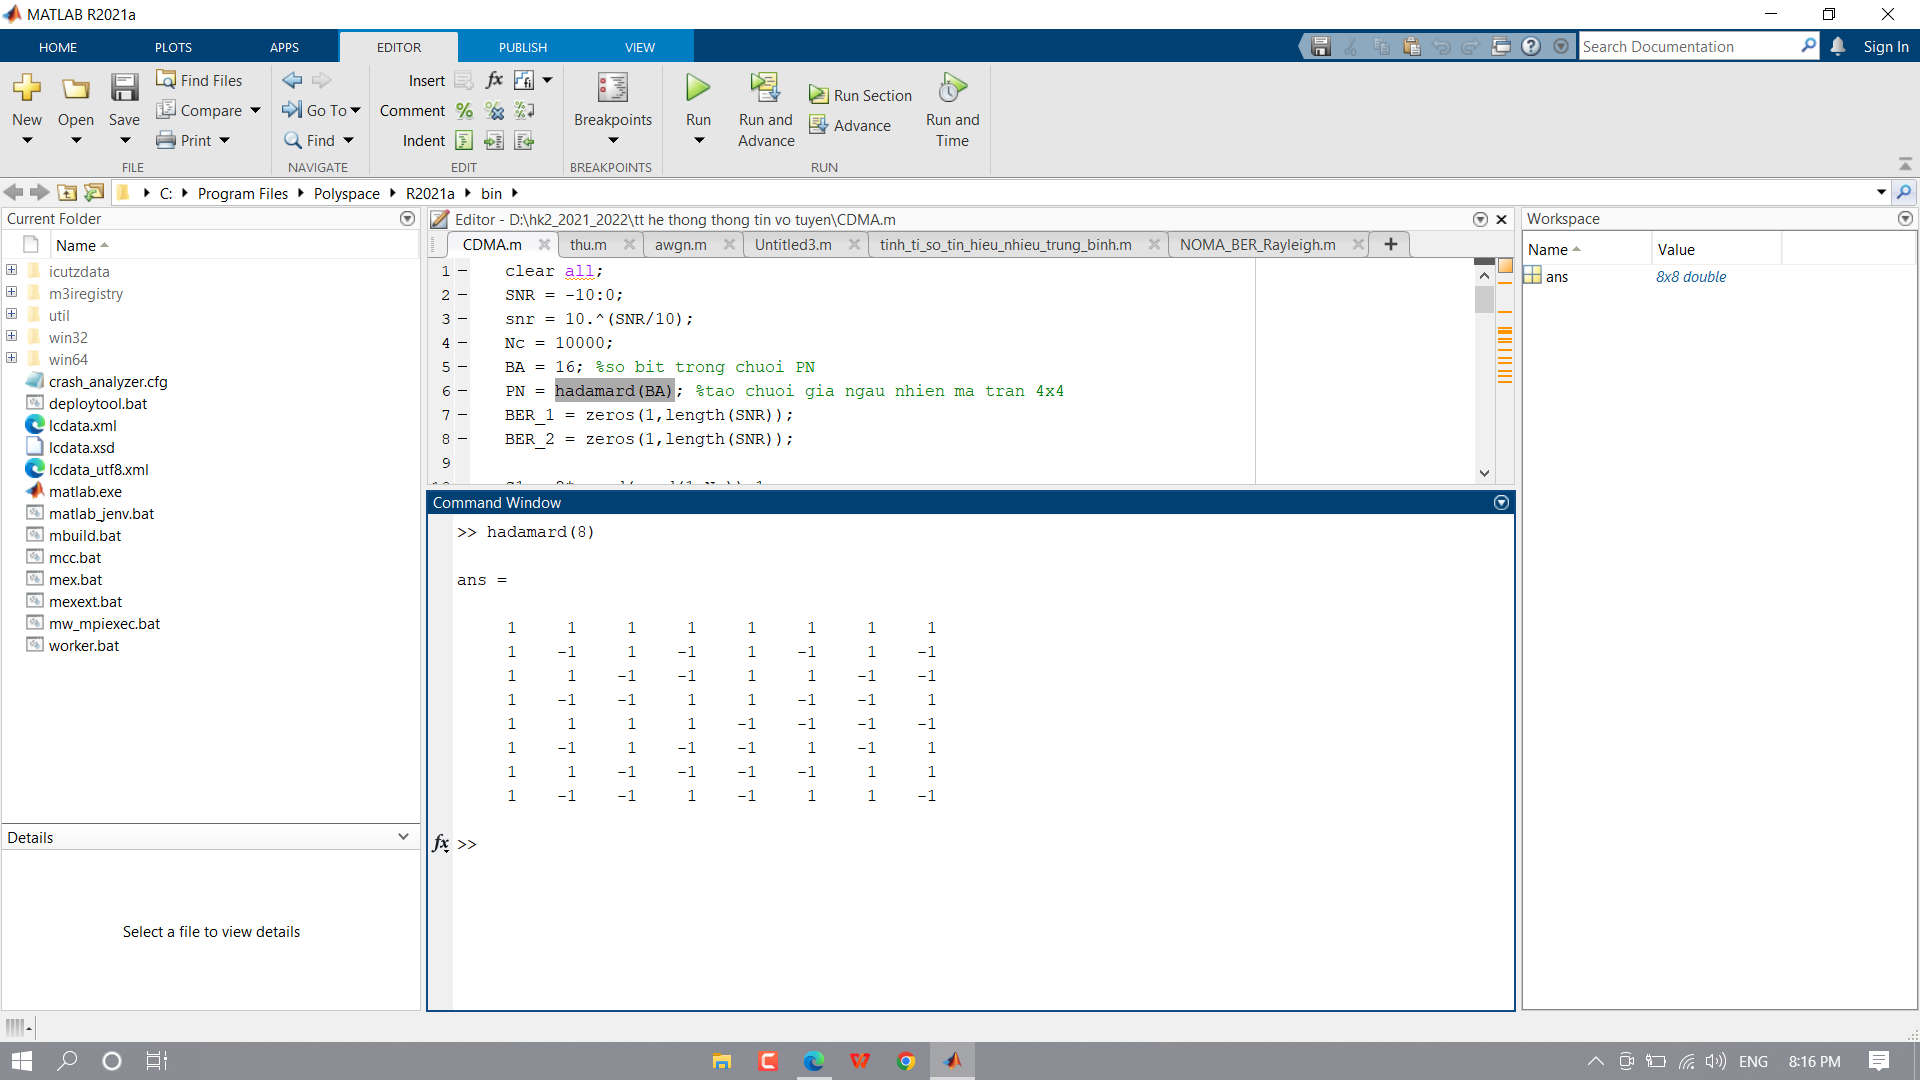 MATLAB R2021a
HOME PLOTS APPS EDITOR PUBLISH VIEW
Search Documentation
Sign In
New
Open
Save
Find Files
Compare
Print
FILE
Go To
Find
NAVIGATE
Insert
Comment
Indent
EDIT
Breakpoints
BREAKPOINTS
Run
Run and Advance
Run Section
Advance
Run and Time
RUN
C: Program Files Polyspace R2021a bin
Current Folder
Name
icutzdata
m3iregistry
util
win32
win64
crash_analyzer.cfg
deploytool.bat
lcdata.xml
lcdata.xsd
lcdata_utf8.xml
matlab.exe
matlab_jenv.bat
mbuild.bat
mcc.bat
mex.bat
mexext.bat
mw_mpiexec.bat
worker.bat
Details
Select a file to view details
Editor - D:\hk2_2021_2022\tt he thong thong tin vo tuyen\CDMA.m
CDMA.m thu.m awgn.m Untitled3.m tinh_ti_so_tin_hieu_nhieu_trung_binh.m NOMA_BER_Rayleigh.m
1 – clear all;
2 – SNR = -10:0;
3 – snr = 10.^(SNR/10);
4 – Nc = 10000;
5 – BA = 16; %so bit trong chuoi PN
6 – PN = hadamard(BA); %tao chuoi gia ngau nhien ma tran 4x4
7 – BER_1 = zeros(1,length(SNR));
8 – BER_2 = zeros(1,length(SNR));
9
Command Window
>> hadamard(8)
ans =
1 1 1 1 1 1 1 1
1 -1 1 -1 1 -1 1 -1
1 1 -1 -1 1 1 -1 -1
1 -1 -1 1 1 -1 -1 1
1 1 1 1 -1 -1 -1 -1
1 -1 1 -1 -1 1 -1 1
1 1 -1 -1 -1 -1 1 1
1 -1 -1 1 -1 1 1 -1
fx >>
Workspace
Name Value
ans 8x8 double
ENG 8:16 PM